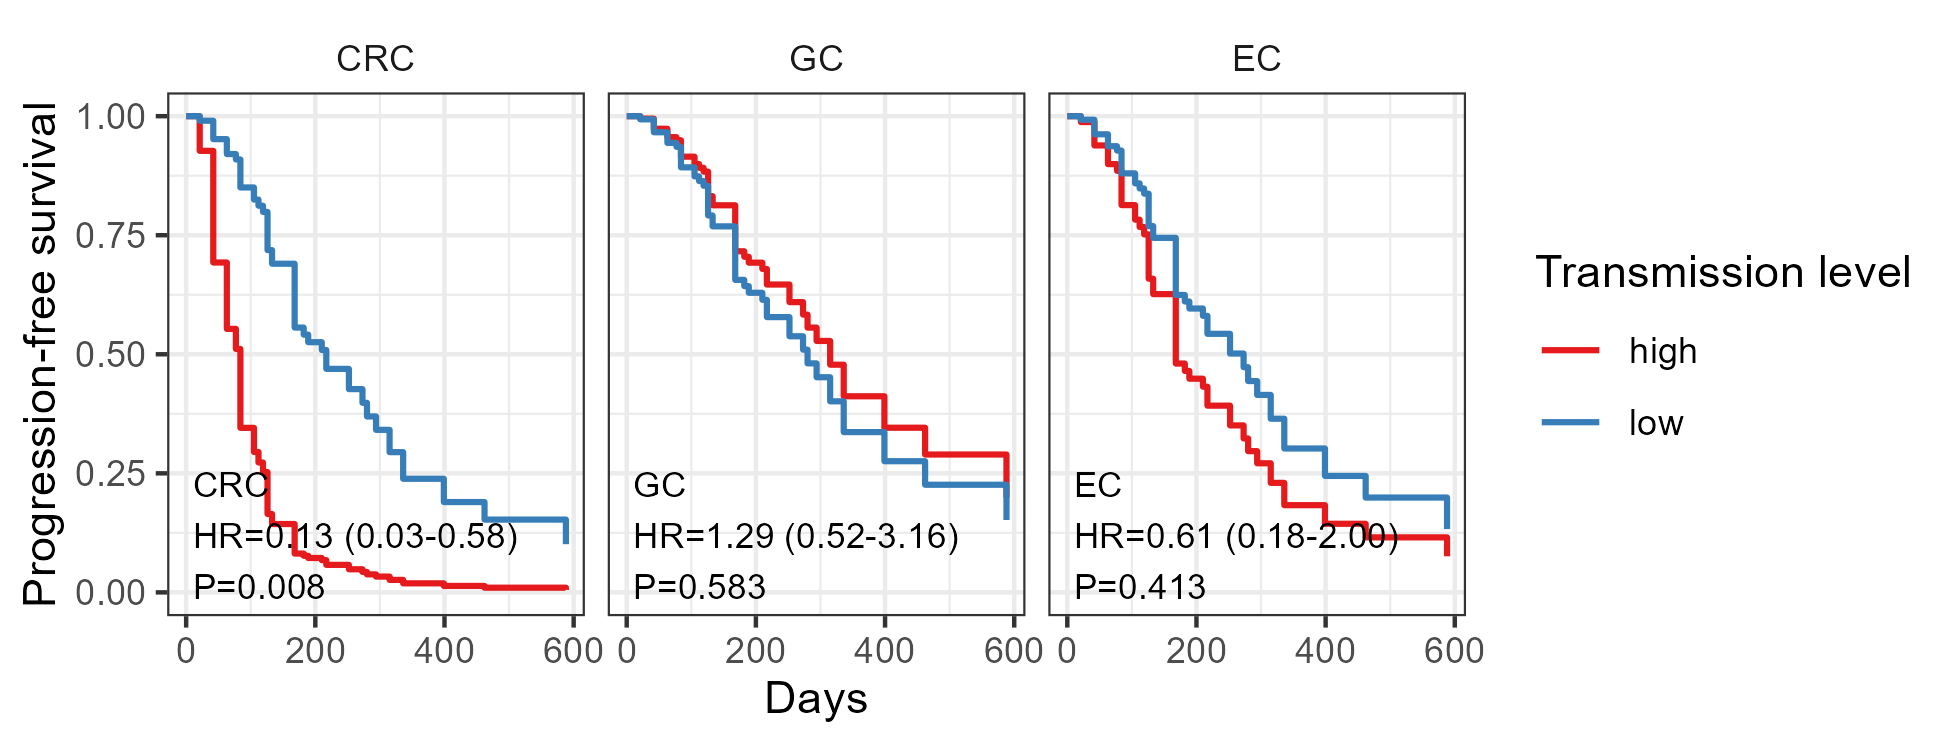 CRC
GC
EC
Progression-free survival
1.00
0.75
0.50
0.25
0.00
CRC
HR=0.13 (0.03-0.58)
P=0.008
GC
HR=1.29 (0.52-3.16)
P=0.583
EC
HR=0.61 (0.18-2.00)
P=0.413
0 200 400 600
0 200 400 600
0 200 400 600
Days
Transmission level
high
low